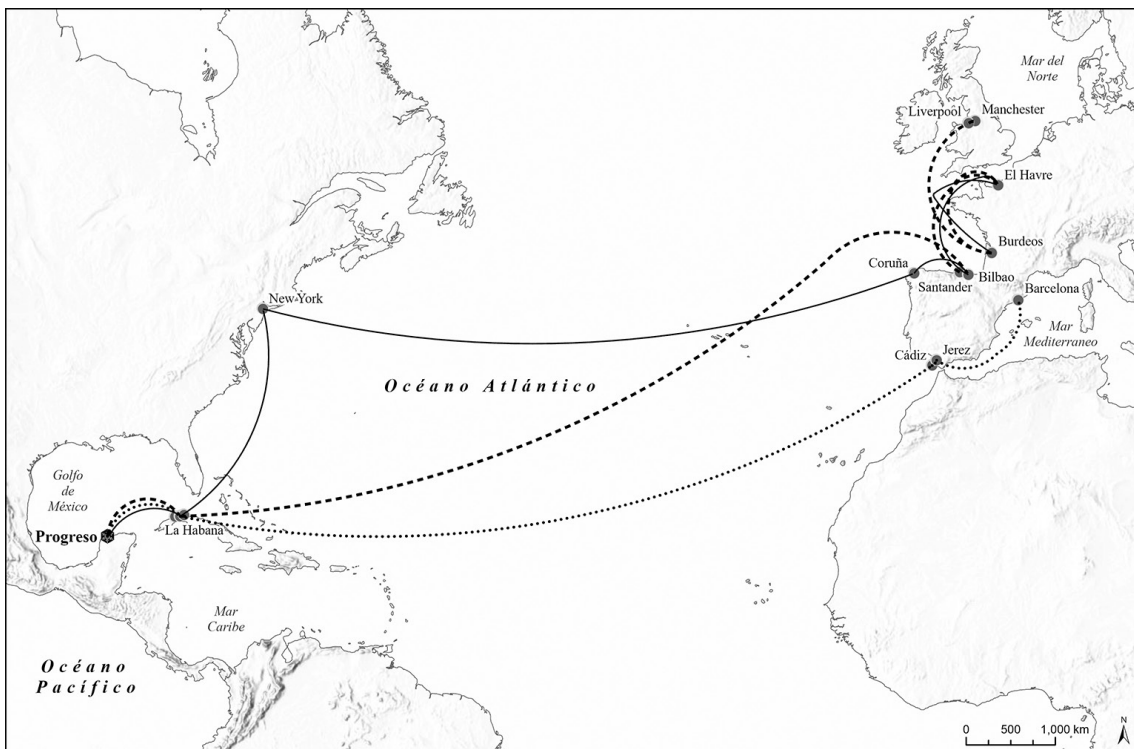 Mar del
Norte
Liverpool
Manchester
El Havre
Burdeos
Coruña
Santander
Bilbao
Barcelona
New York
Mar
Mediterraneo
Cádiz
Jerez
Océano Atlántico
Golfo
de
México
Progreso
La Habana
Mar
Caribe
Océano
Pacífico
0 500 1,000 km
N